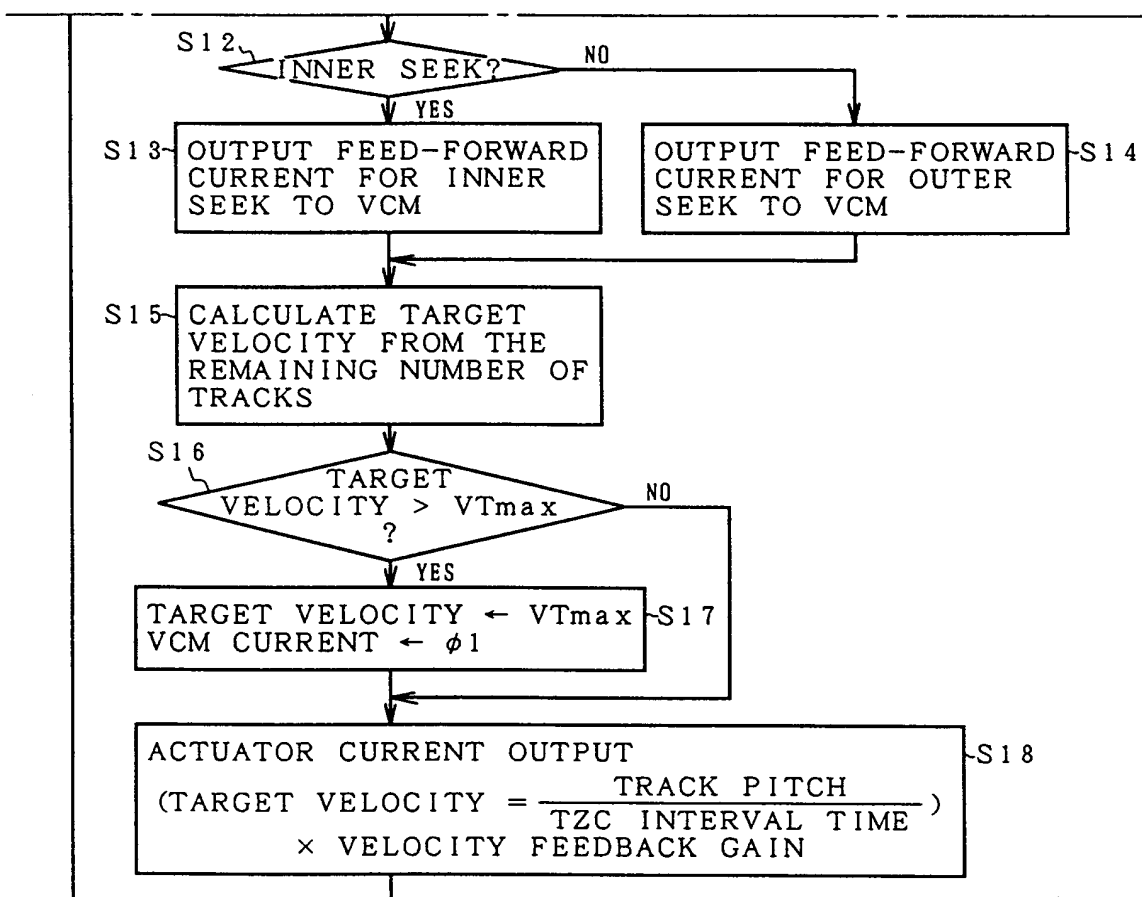 S12
INNER SEEK?
NO
YES
S13
OUTPUT FEED-FORWARD
CURRENT FOR INNER
SEEK TO VCM
OUTPUT FEED-FORWARD
CURRENT FOR OUTER
SEEK TO VCM
S14
S15
CALCULATE TARGET
VELOCITY FROM THE
REMAINING NUMBER OF
TRACKS
S16
TARGET
VELOCITY > VTmax
?
NO
YES
TARGET VELOCITY ← VTmax
VCM CURRENT ← φ1
S17
ACTUATOR CURRENT OUTPUT
S18
TRACK PITCH
(TARGET VELOCITY = )
TZC INTERVAL TIME
× VELOCITY FEEDBACK GAIN